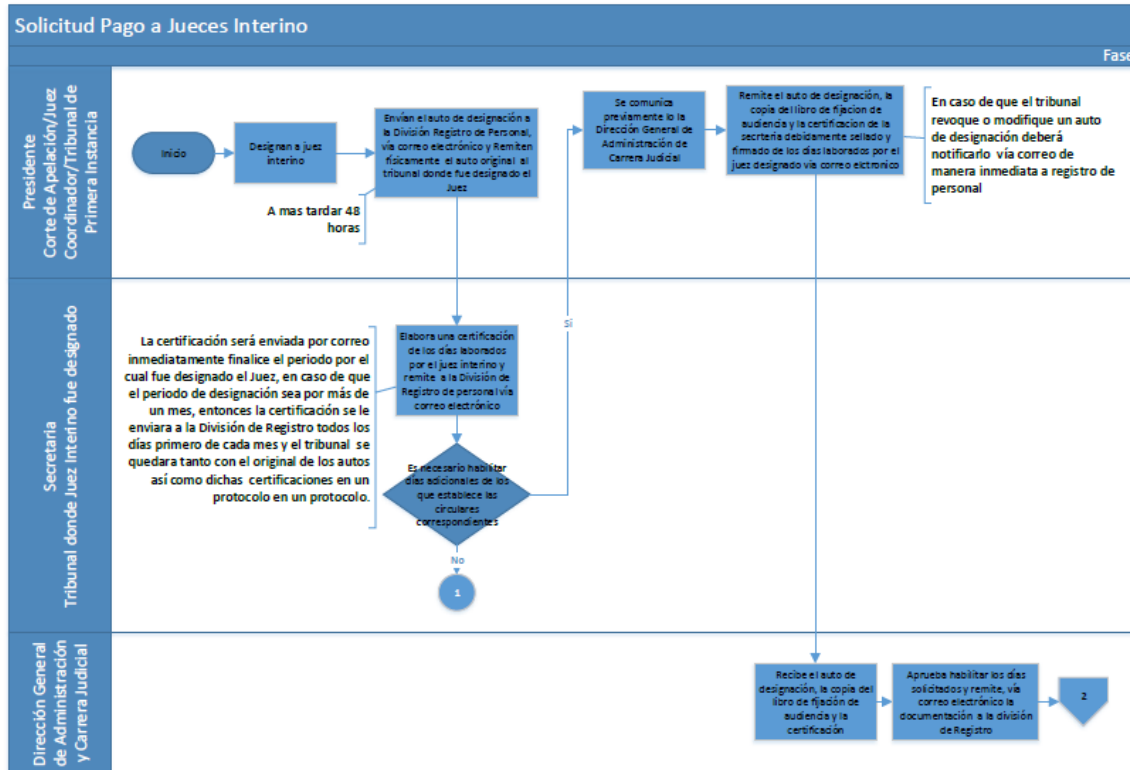 Solicitud Pago a Jueces Interino
Fase
Presidente
Corte de Apelación/Juez
Coordinador/Tribunal de
Primera Instancia
Inicio
Designan a juez
interino
Envían el auto de designación a
la División Registro de Personal,
vía correo electrónico y Remiten
físicamente el auto original al
tribunal donde fue designado el
Juez
A mas tardar 48
horas
Se comunica
previamente lo la
Dirección General de
Administración de
Carrera Judicial
Remite el auto de designación, la
copia del libro de fijacion de
audiencia y la certificacion de la
secrteria debidamente sellado y
firmado de los días laborados por el
juez designado vía correo elctronico
En caso de que el tribunal
revoque o modifique un auto
de designación deberá
notificarlo vía correo de
manera inmediata a registro de
personal
Secretaria
Tribunal donde Juez Interino fue designado
La certificación será enviada por correo
inmediatamente finalice el periodo por el
cual fue designado el Juez, en caso de que
el periodo de designación sea por más de
un mes, entonces la certificación se le
enviara a la División de Registro todos los
días primero de cada mes y el tribunal se
quedara tanto con el original de los autos
así como dichas certificaciones en un
protocolo en un protocolo.
Elabora una certificación
de los días laborados
por el juez interino y
remite a la División de
Registro de personal vía
correo electrónico
Es necesario habilitar
días adicionales de los
que establece las
circulares
correspondientes
Sí
No
1
Dirección General
de Administración
y Carrera Judicial
Recibe el auto de
designación, la copia del
libro de fijación de
audiencia y la
certificación
Aprueba habilitar los días
solicitados y remite, vía
correo electrónico la
documentación a la división
de Registro
2